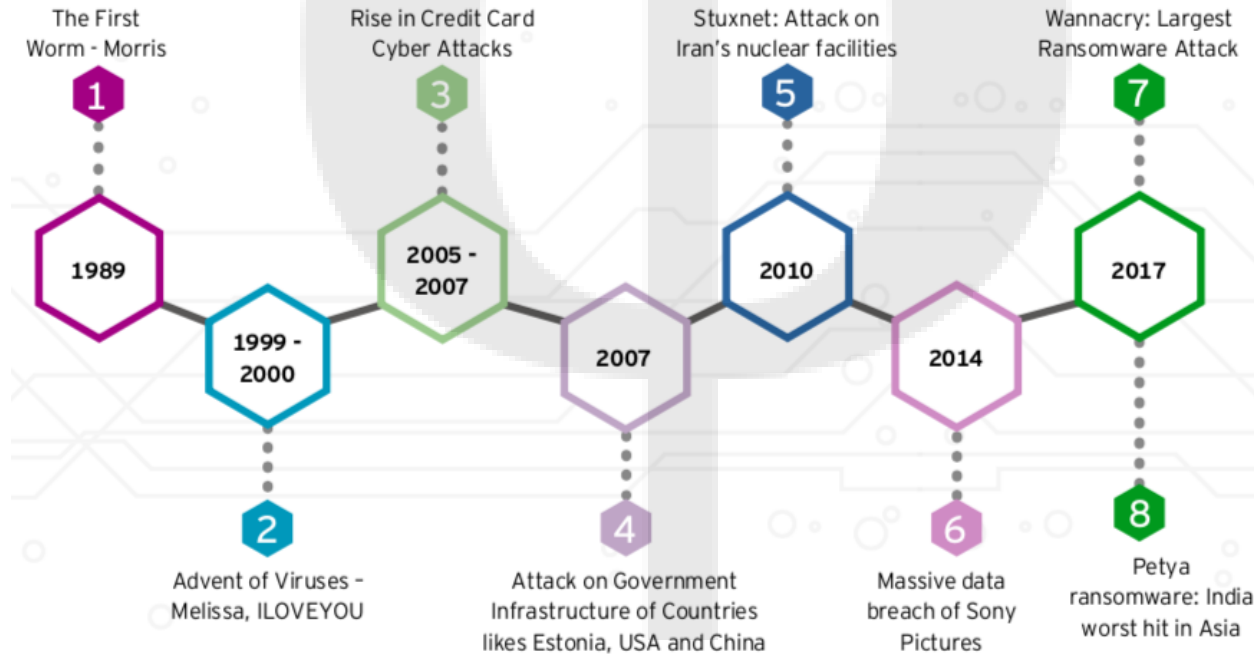 The First
Worm - Morris
1
1989
1999 -
2000
2
Advent of Viruses –
Melissa, ILOVEYOU
Rise in Credit Card
Cyber Attacks
3
2005 -
2007
2007
4
Attack on Government
Infrastructure of Countries
likes Estonia, USA and China
Stuxnet: Attack on
Iran's nuclear facilities
5
2010
2014
6
Massive data
breach of Sony
Pictures
Wannacry: Largest
Ransomware Attack
7
2017
8
Petya
ransomware: India
worst hit in Asia